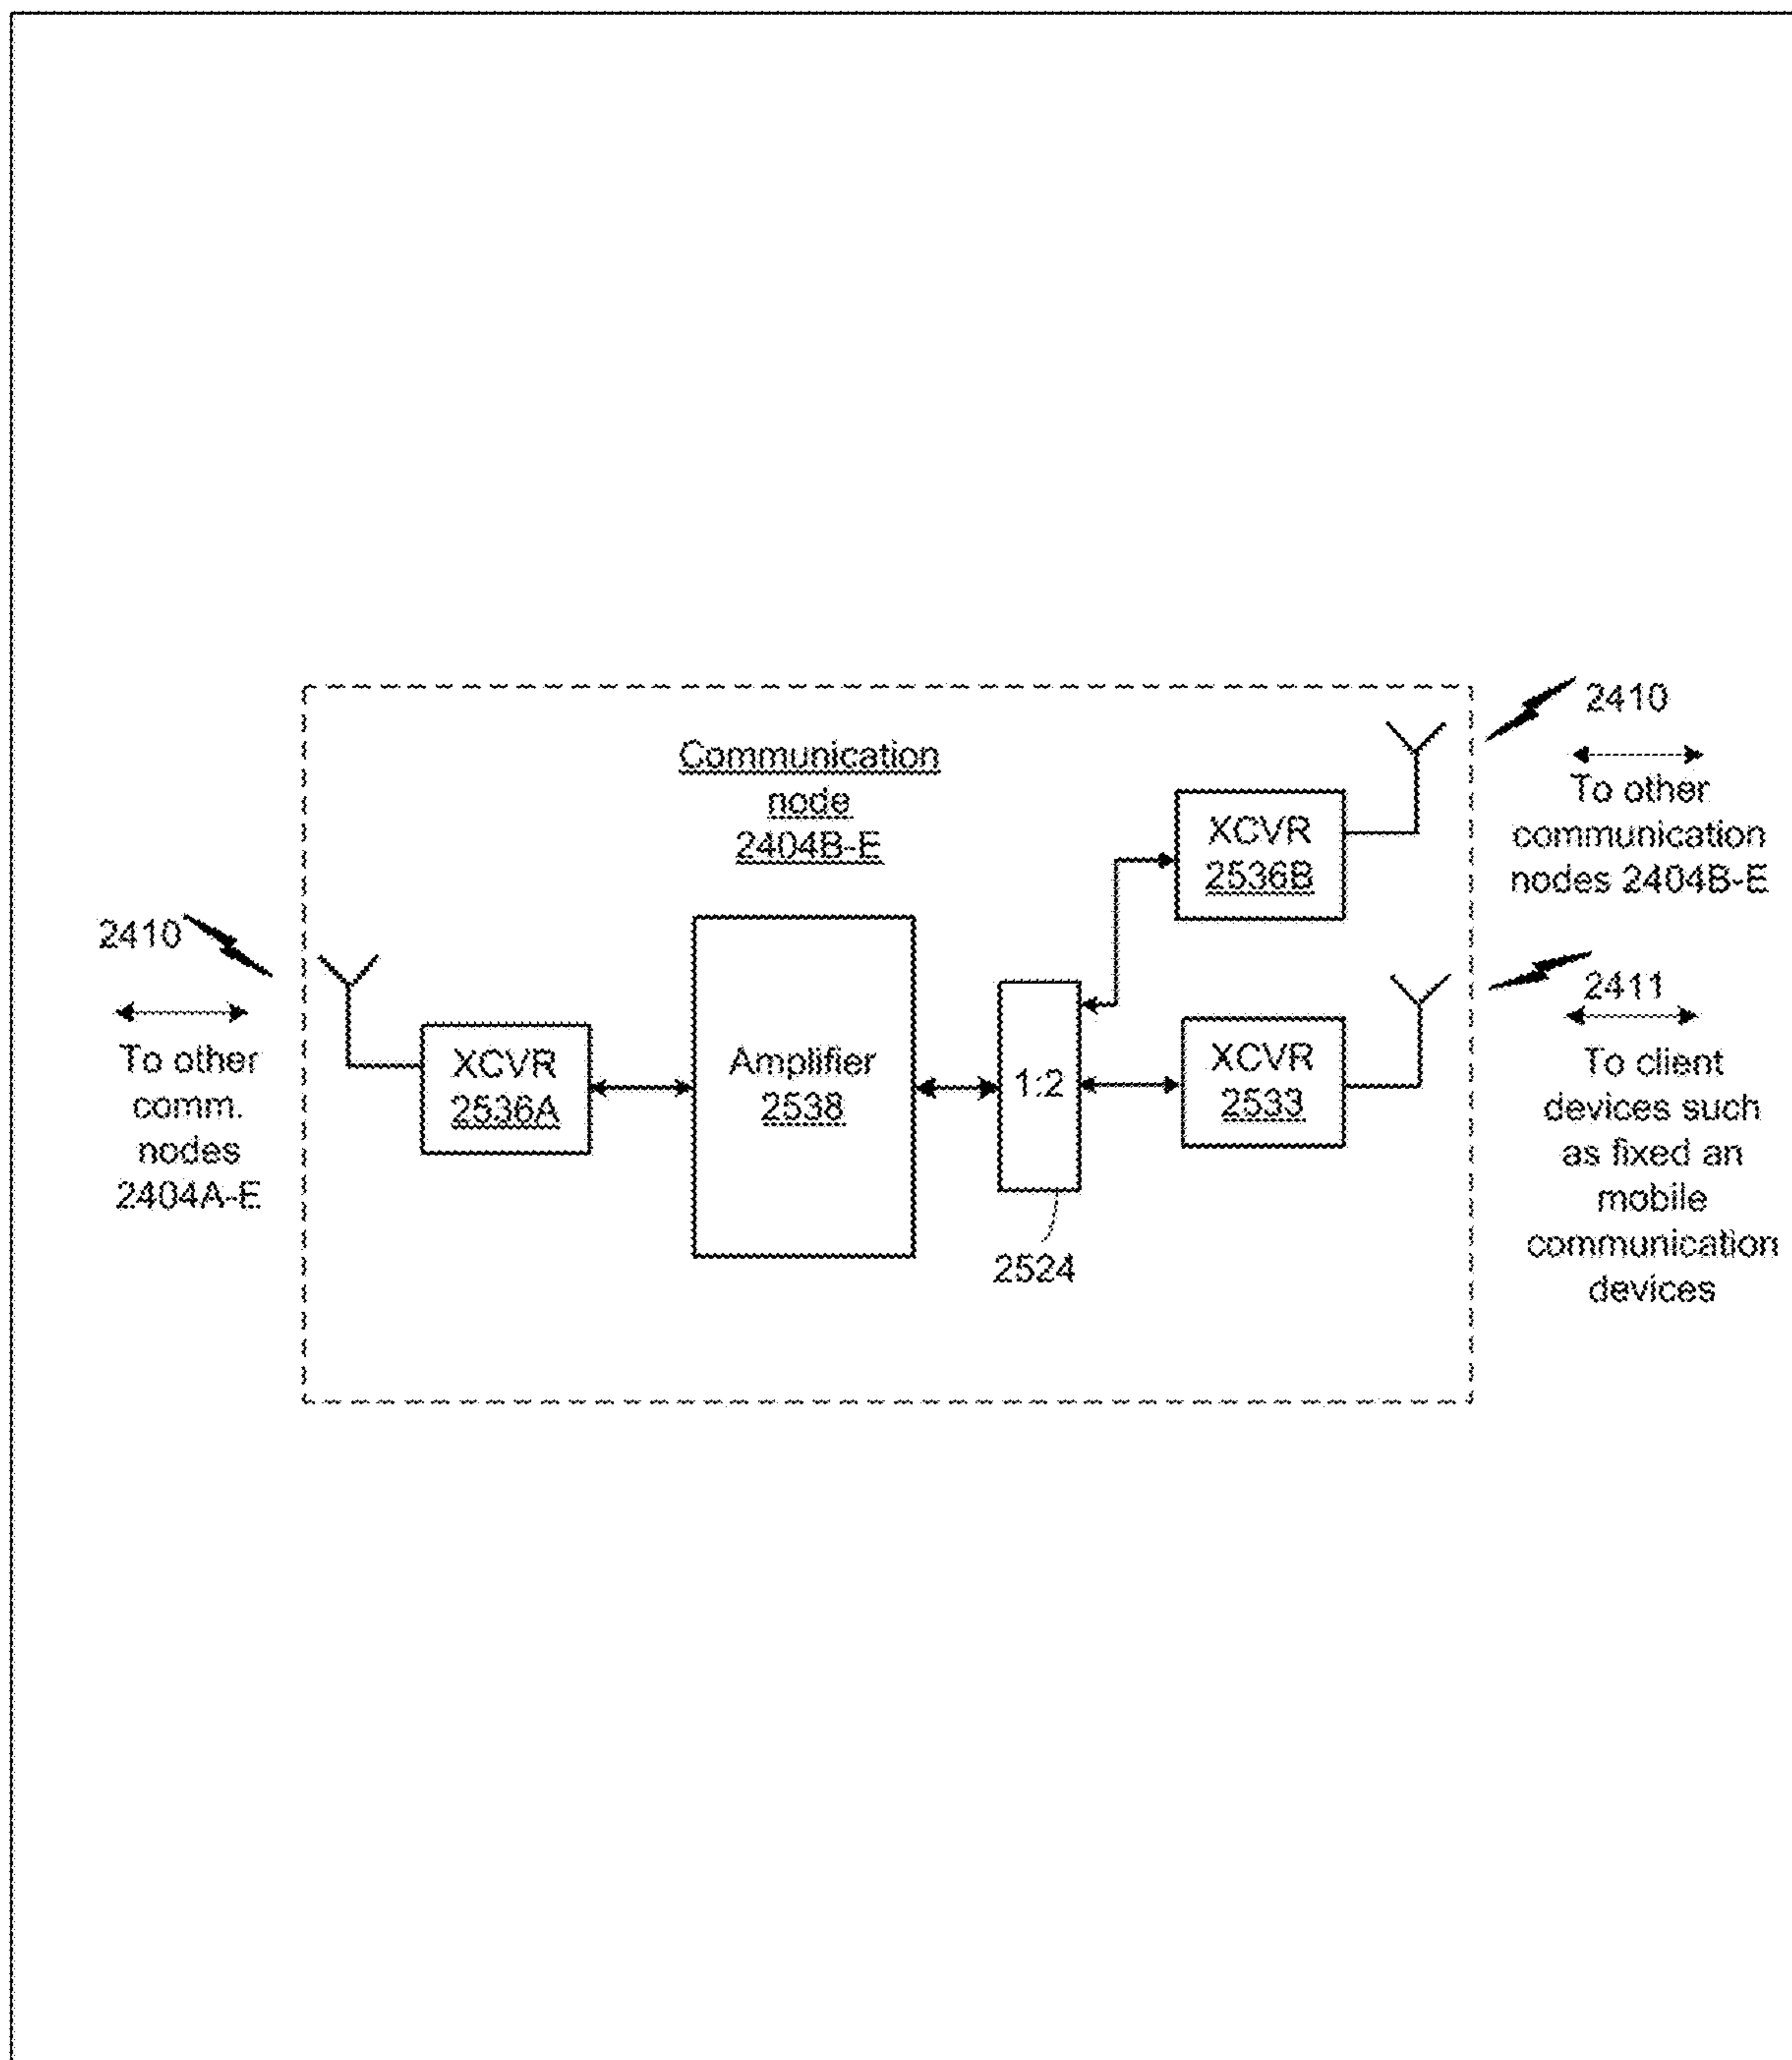 Communication
node
2404B-E
2410
To other
comm.
nodes
2404A-E
XCVR
2536A
Amplifier
2538
1:2
2524
XCVR
2536B
XCVR
2533
2410
To other
communication
nodes 2404B-E
2411
To client
devices such
as fixed an
mobile
communication
devices